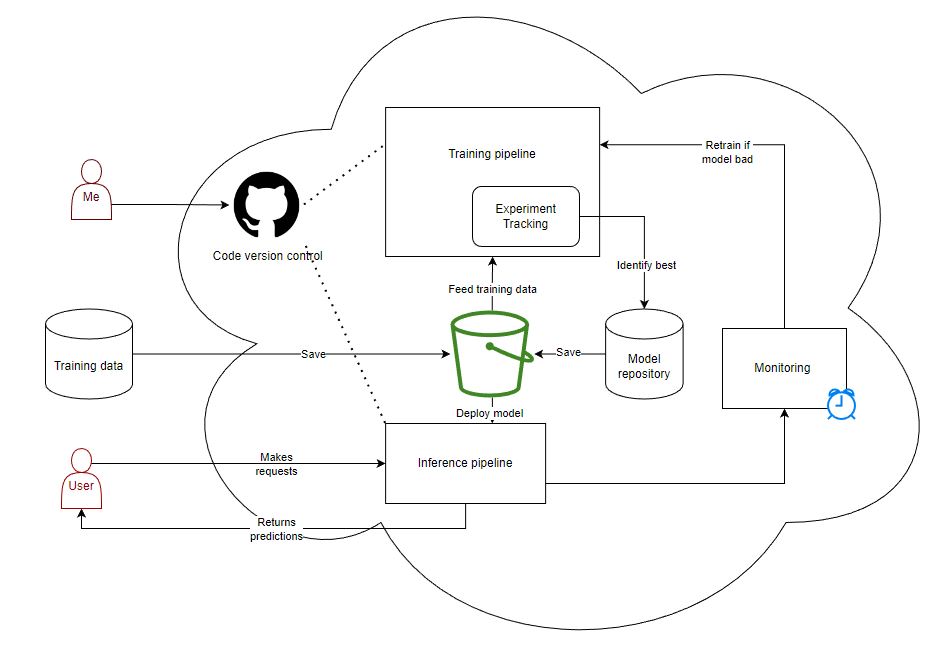 Training pipeline
Retrain if
model bad
Me
Experiment
Tracking
Code version control
Identify best
Feed training data
Training data
Save
Save
Model
repository
Monitoring
Deploy model
Makes
requests
Inference pipeline
User
Returns
predictions